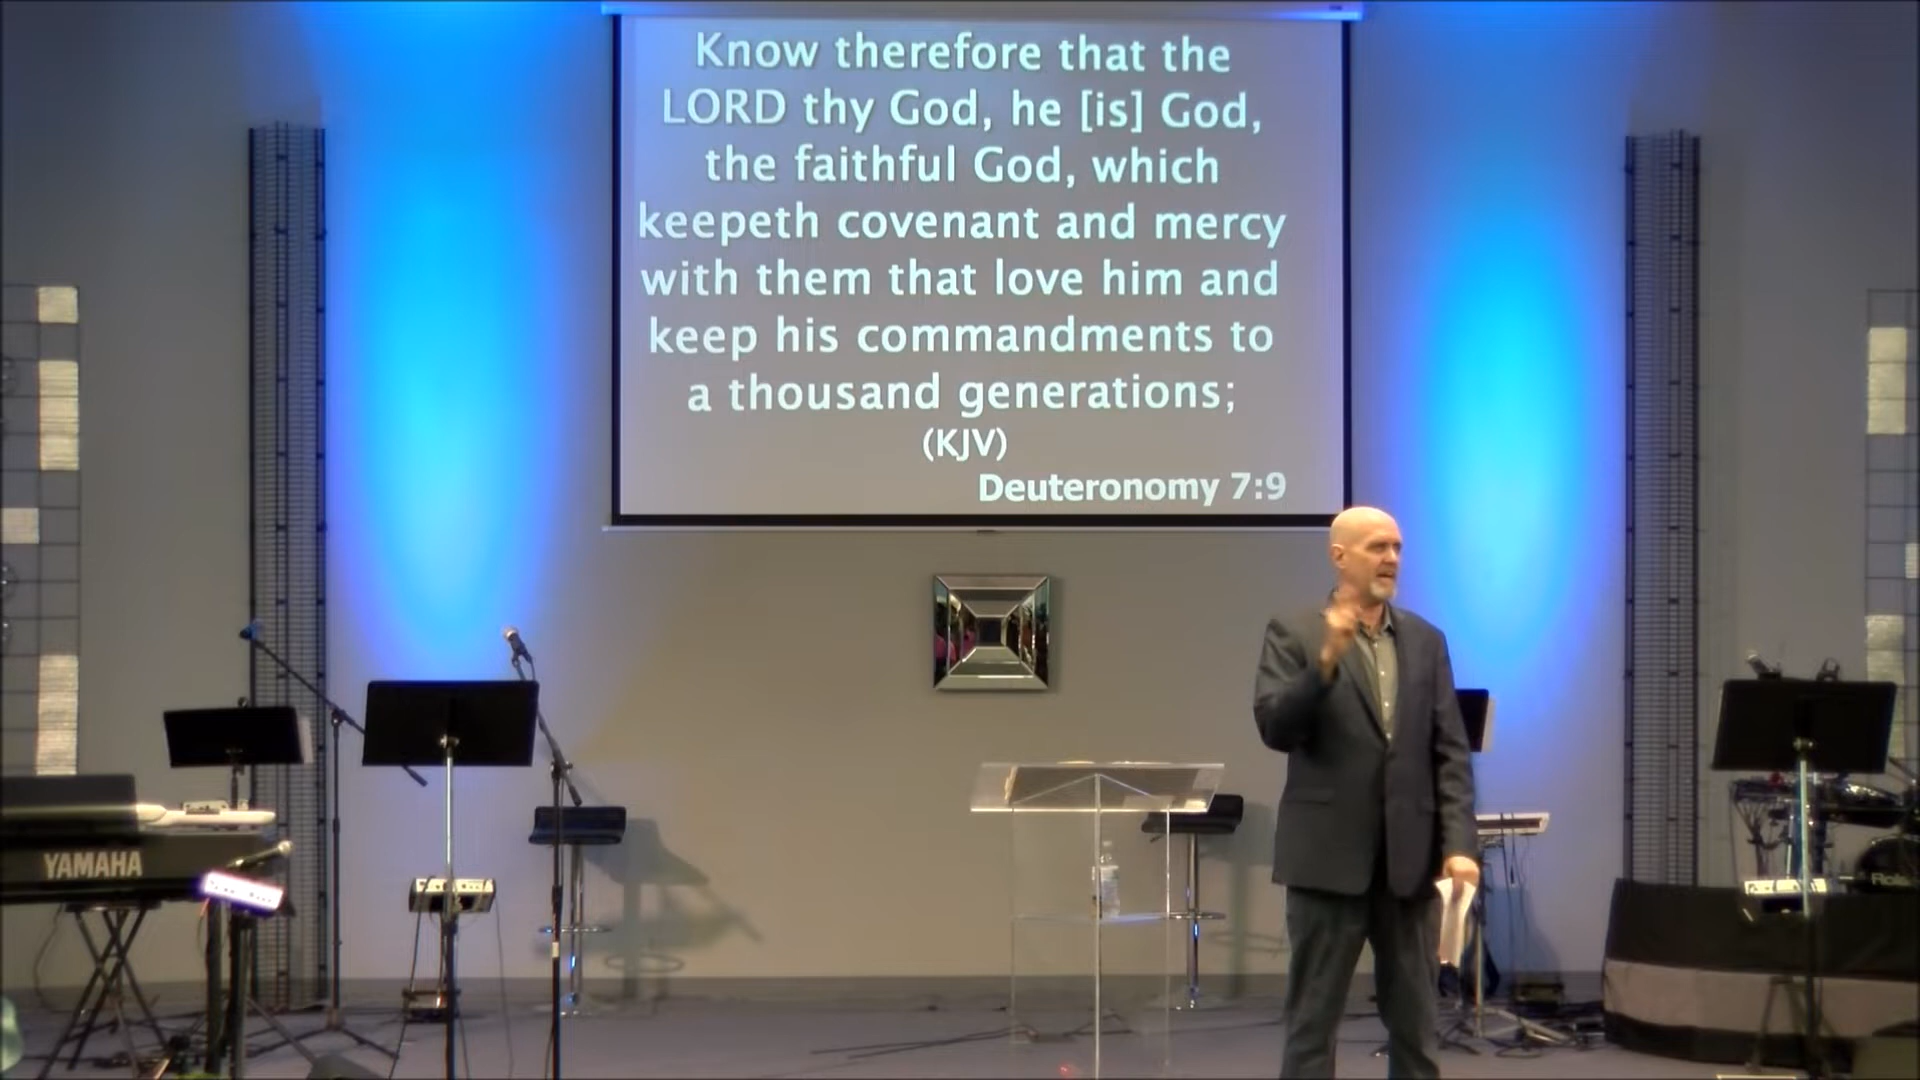 Know therefore that the
LORD thy God, he [is] God,
the faithful God, which
keepeth covenant and mercy
with them that love him and
keep his commandments to
a thousand generations;
(KJV)
Deuteronomy 7:9
YAMAHA